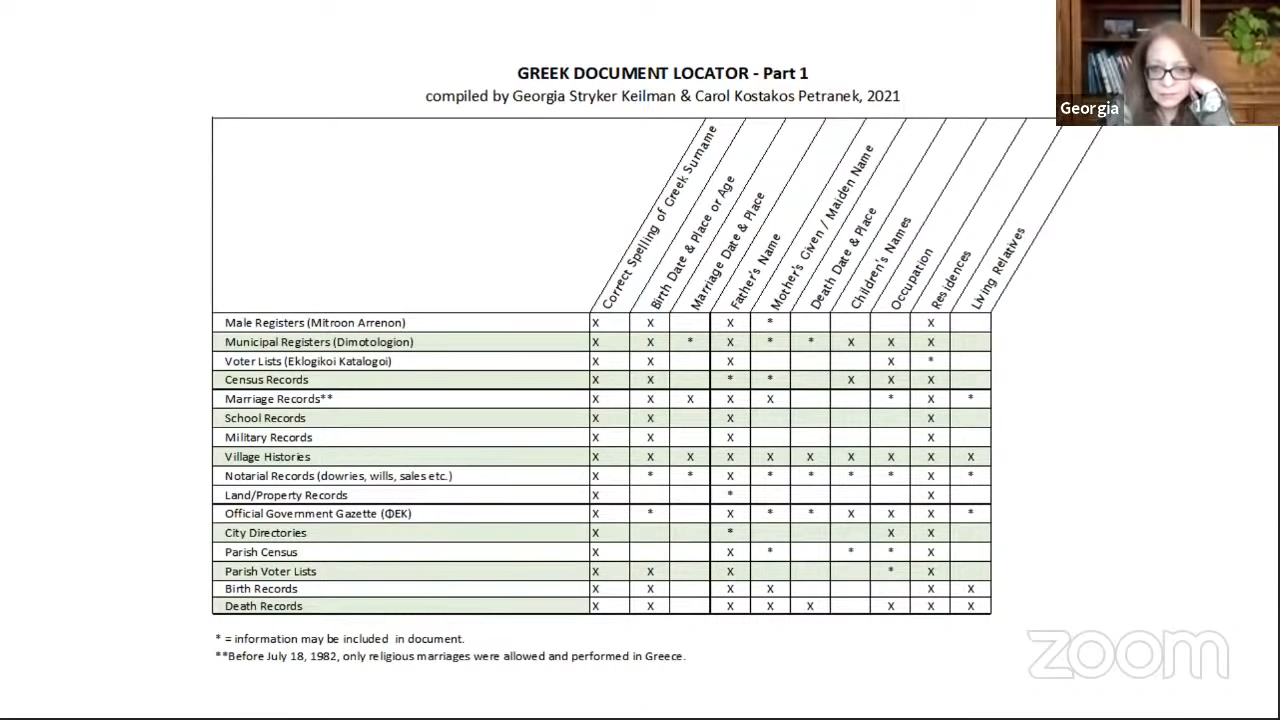 GREEK DOCUMENT LOCATOR - Part 1
compiled by Georgia Stryker Keilman & Carol Kostakos Petranek, 2021
Georgia
Correct Spelling of Greek Surname
Birth Date & Place or Age
Marriage Date & Place
Father's Name
Mother's Given / Maiden Name
Death Date & Place
Children's Names
Occupation
Residences
Living Relatives
Male Registers (Mitroon Arrenon) X X X * X
Municipal Registers (Dimotologion) X X * X * * X X X
Voter Lists (Eklogikoi Katalogoi) X X X X *
Census Records X X * * X X X
Marriage Records** X X X X X * X *
School Records X X X X
Military Records X X X X
Village Histories X X X X X X X X X X
Notarial Records (dowries, wills, sales etc.) X * * X * * * * X *
Land/Property Records X * X
Official Government Gazette (ΦΕΚ) X * X * * X X X *
City Directories X * X X
Parish Census X X * * * X
Parish Voter Lists X X X * X
Birth Records X X X X X X
Death Records X X X X X X X X
* = information may be included in document.
**Before July 18, 1982, only religious marriages were allowed and performed in Greece.
zoom